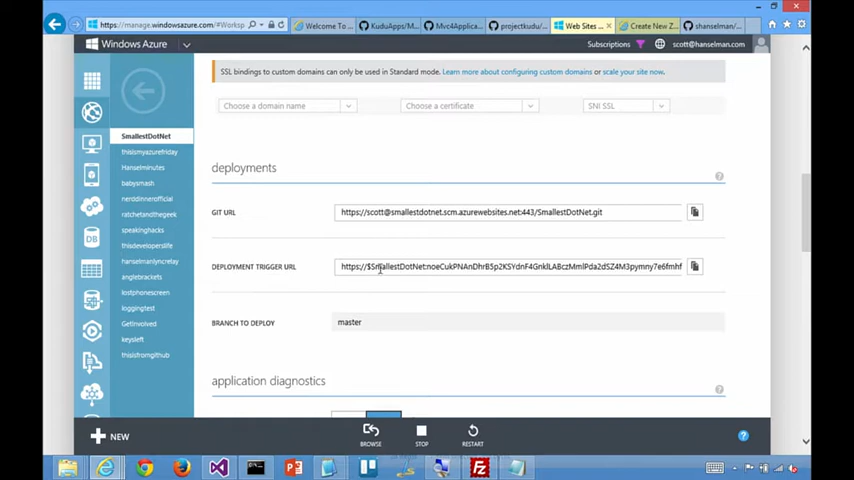 https://manage.windowsazure.com/#Worksp
Welcome To ...
KuduApps/M...
Mvc4Applica...
projectkudu/...
Web Sites ...
Create New Z...
shanselman/...
Windows Azure
Subscriptions
scott@hanselman.com
SSL bindings to custom domains can only be used in Standard mode. Learn more about configuring custom domains or scale your site now.
Choose a domain name
Choose a certificate
SNI SSL
SmallestDotNet
thisismyazurefriday
Hanselminutes
babysmash
nerddinnerofficial
ratchetandthegeek
speakinghacks
thisdeveloperslife
hanselmanlyncrelay
anglebrackets
lostphonescreen
loggingtest
GetInvolved
keysleft
thisisfromgithub
deployments
GIT URL
https://scott@smallestdotnet.scm.azurewebsites.net:443/SmallestDotNet.git
DEPLOYMENT TRIGGER URL
https://$SmallestDotNet:
BRANCH TO DEPLOY
master
application diagnostics
NEW
BROWSE
STOP
RESTART